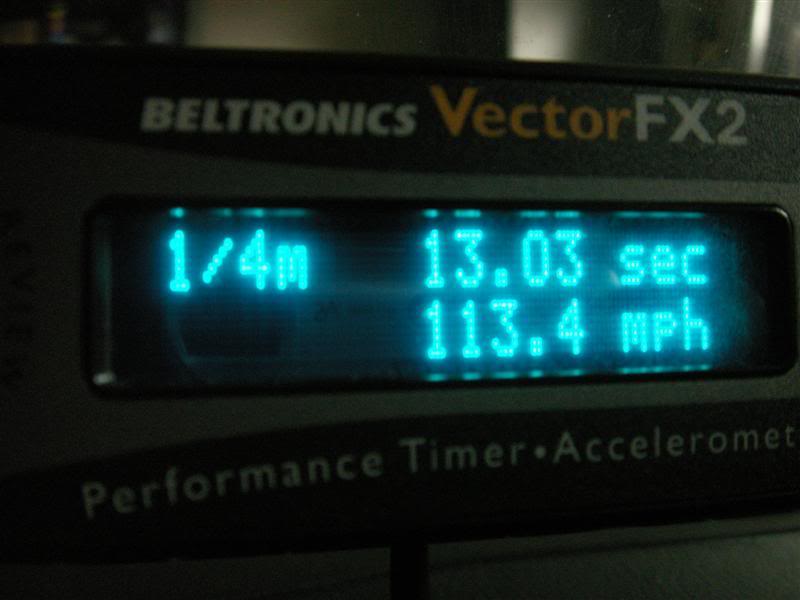 BELTRONICS VectorFX2
1/4m 13.03 sec
113.4 mph
Performance Timer•Acceleromet